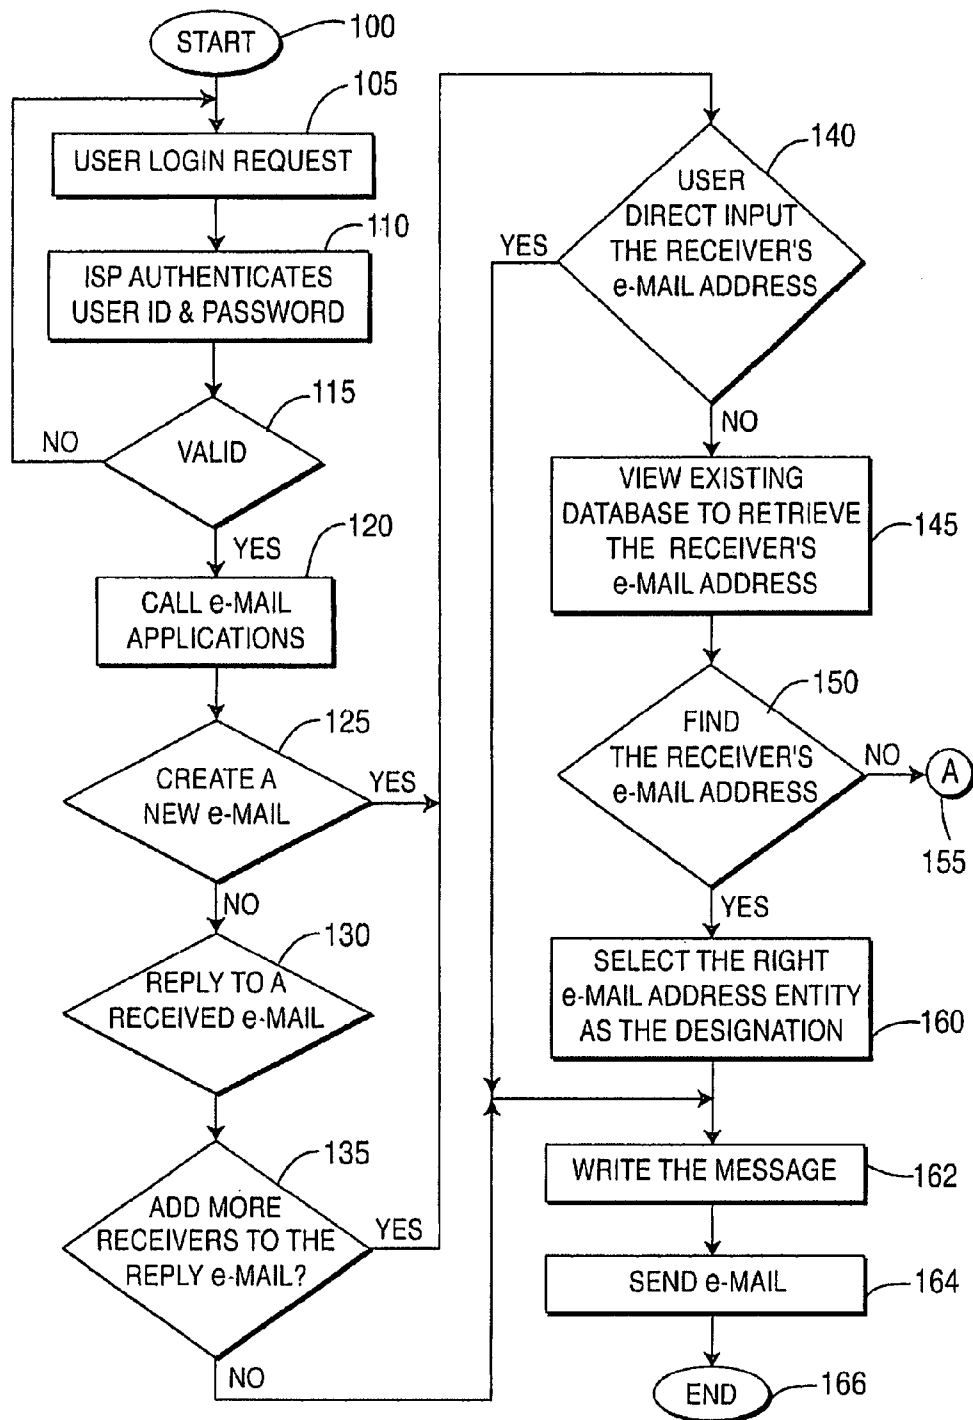 START
100
105
USER LOGIN REQUEST
110
ISP AUTHENTICATES
USER ID & PASSWORD
115
VALID
NO
YES
120
CALL e-MAIL
APPLICATIONS
125
CREATE A
NEW e-MAIL
YES
NO
130
REPLY TO A
RECEIVED e-MAIL
135
ADD MORE
RECEIVERS TO THE
REPLY e-MAIL?
YES
NO
140
USER
DIRECT INPUT
THE RECEIVER'S
e-MAIL ADDRESS
YES
NO
VIEW EXISTING
DATABASE TO RETRIEVE
THE RECEIVER'S
e-MAIL ADDRESS
145
150
FIND
THE RECEIVER'S
e-MAIL ADDRESS
NO
A
155
YES
SELECT THE RIGHT
e-MAIL ADDRESS ENTITY
AS THE DESIGNATION
160
WRITE THE MESSAGE
162
SEND e-MAIL
164
END
166